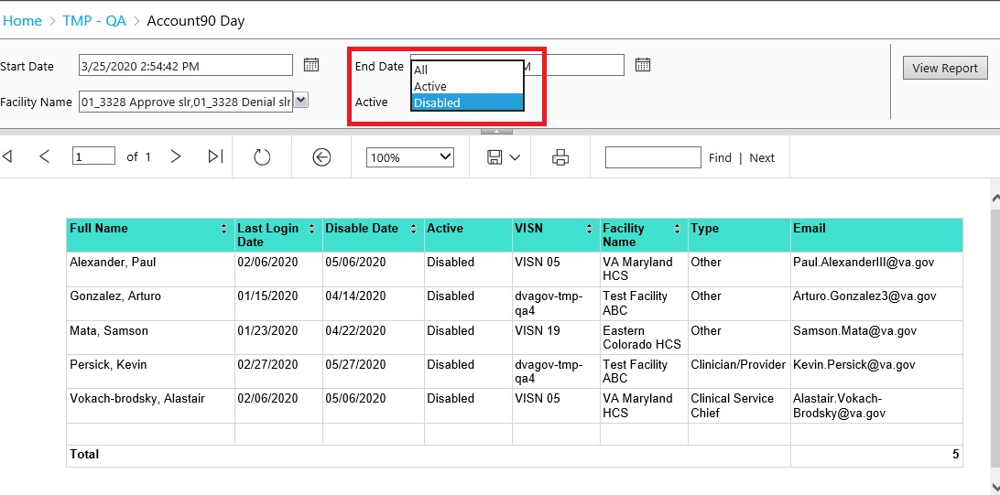 Home > TMP - QA > Account90 Day
Start Date 3/25/2020 2:54:42 PM End Date M View Report
All
Active
Disabled
Facility Name 01_3328 Approve slr,01_3328 Denial slr Active
1 of 1 100% Find | Next
Full Name Last Login Date Disable Date Active VISN Facility Name Type Email
Alexander, Paul 02/06/2020 05/06/2020 Disabled VISN 05 VA Maryland HCS Other Paul.AlexanderIII@va.gov
Gonzalez, Arturo 01/15/2020 04/14/2020 Disabled dvagov-tmp-qa4 Test Facility ABC Other Arturo.Gonzalez3@va.gov
Mata, Samson 01/23/2020 04/22/2020 Disabled VISN 19 Eastern Colorado HCS Other Samson.Mata@va.gov
Persick, Kevin 02/27/2020 05/27/2020 Disabled dvagov-tmp-qa4 Test Facility ABC Clinician/Provider Kevin.Persick@va.gov
Vokach-brodsky, Alastair 02/06/2020 05/06/2020 Disabled VISN 05 VA Maryland HCS Clinical Service Chief Alastair.Vokach-Brodsky@va.gov
Total 5